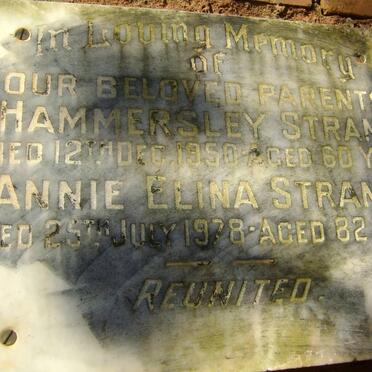 In Loving Memory
of
OUR BELOVED PARENTS
HAMMERSLEY STRAN
IED 12TH DEC. 1950 AGED 60 Y
ANNIE ELINA STRAN
ED 25TH JULY 1978 - AGED 82
REUNITED.